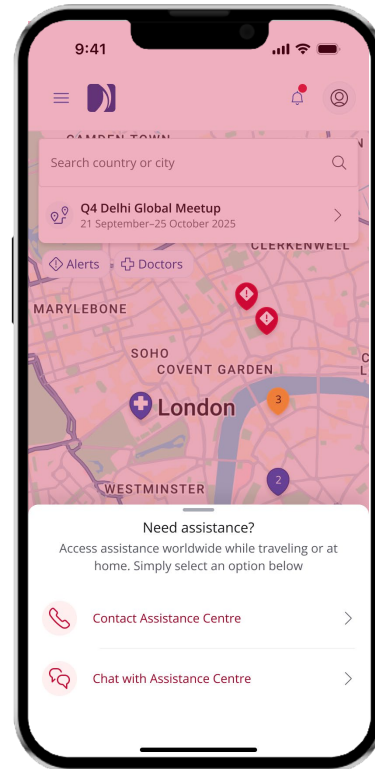 9:41
CAMDEN TOWN
Search country or city
Q4 Delhi Global Meetup
21 September–25 October 2025
CLERKENWELL
Alerts
Doctors
MARYLEBONE
SOHO
COVENT GARDEN
London
3
WESTMINSTER
2
Need assistance?
Access assistance worldwide while traveling or at
home. Simply select an option below
Contact Assistance Centre
Chat with Assistance Centre